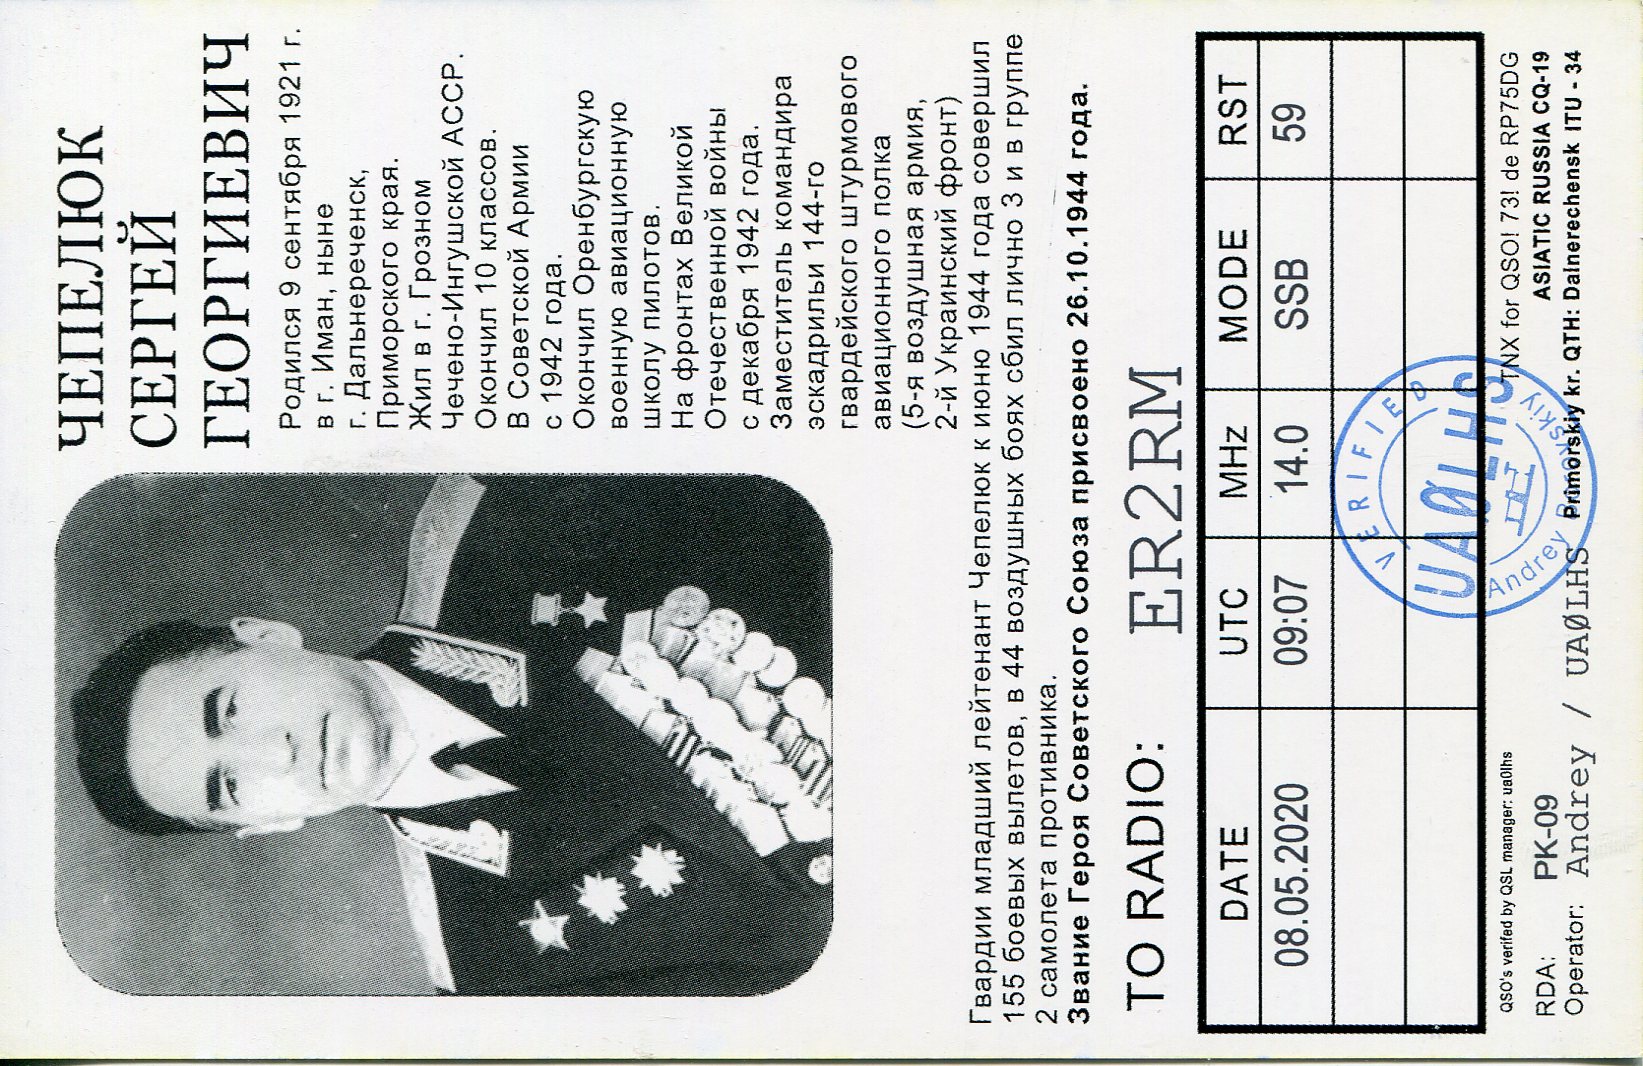 ЧЕПЕЛЮК
СЕРГЕЙ
ГЕОРГИЕВИЧ
Родился 9 сентября 1921 г.
в г. Иман, ныне
г. Дальнереченск,
Приморского края.
Жил в г. Грозном
Чечено-Ингушской АССР.
Окончил 10 классов.
В Советской Армии
с 1942 года.
Окончил Оренбургскую
военную авиационную
школу пилотов.
На фронтах Великой
Отечественной войны
с декабря 1942 года.
Заместитель командира
эскадрильи 144-го
гвардейского штурмового
авиационного полка
(5-я воздушная армия,
2-й Украинский фронт)
Гвардии младший лейтенант Чепелюк к июню 1944 года совершил
155 боевых вылетов, в 44 воздушных боях сбил лично 3 и в группе
2 самолета противника.
Звание Героя Советского Союза присвоено 26.10.1944 года.
TO RADIO: ER2RM
DATE UTC MHz MODE RST
08.05.2020 09:07 14.0 SSB 59
QSO's verifed by QSL manager: ua0lhs TNX for QSO! 73! de RP75DG
ASIATIC RUSSIA CQ-19
RDA: PK-09 Primorskiy kr. QTH: Dalnerechensk ITU - 34
Operator: Andrey / UAØLHS
VERIFIED
UAØLHS
Andrey